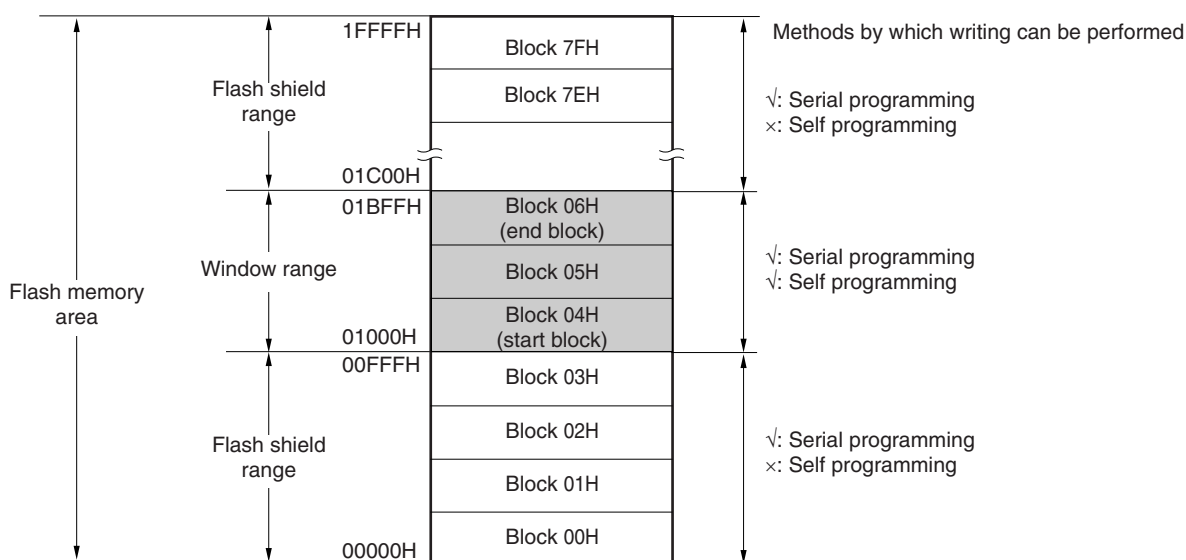 1FFFFH
Block 7FH
Methods by which writing can be performed
Flash shield
range
Block 7EH
√: Serial programming
×: Self programming
01C00H
01BFFH
Block 06H
(end block)
Window range
Block 05H
√: Serial programming
√: Self programming
Flash memory
area
Block 04H
(start block)
01000H
00FFFH
Block 03H
Flash shield
range
Block 02H
√: Serial programming
×: Self programming
Block 01H
Block 00H
00000H